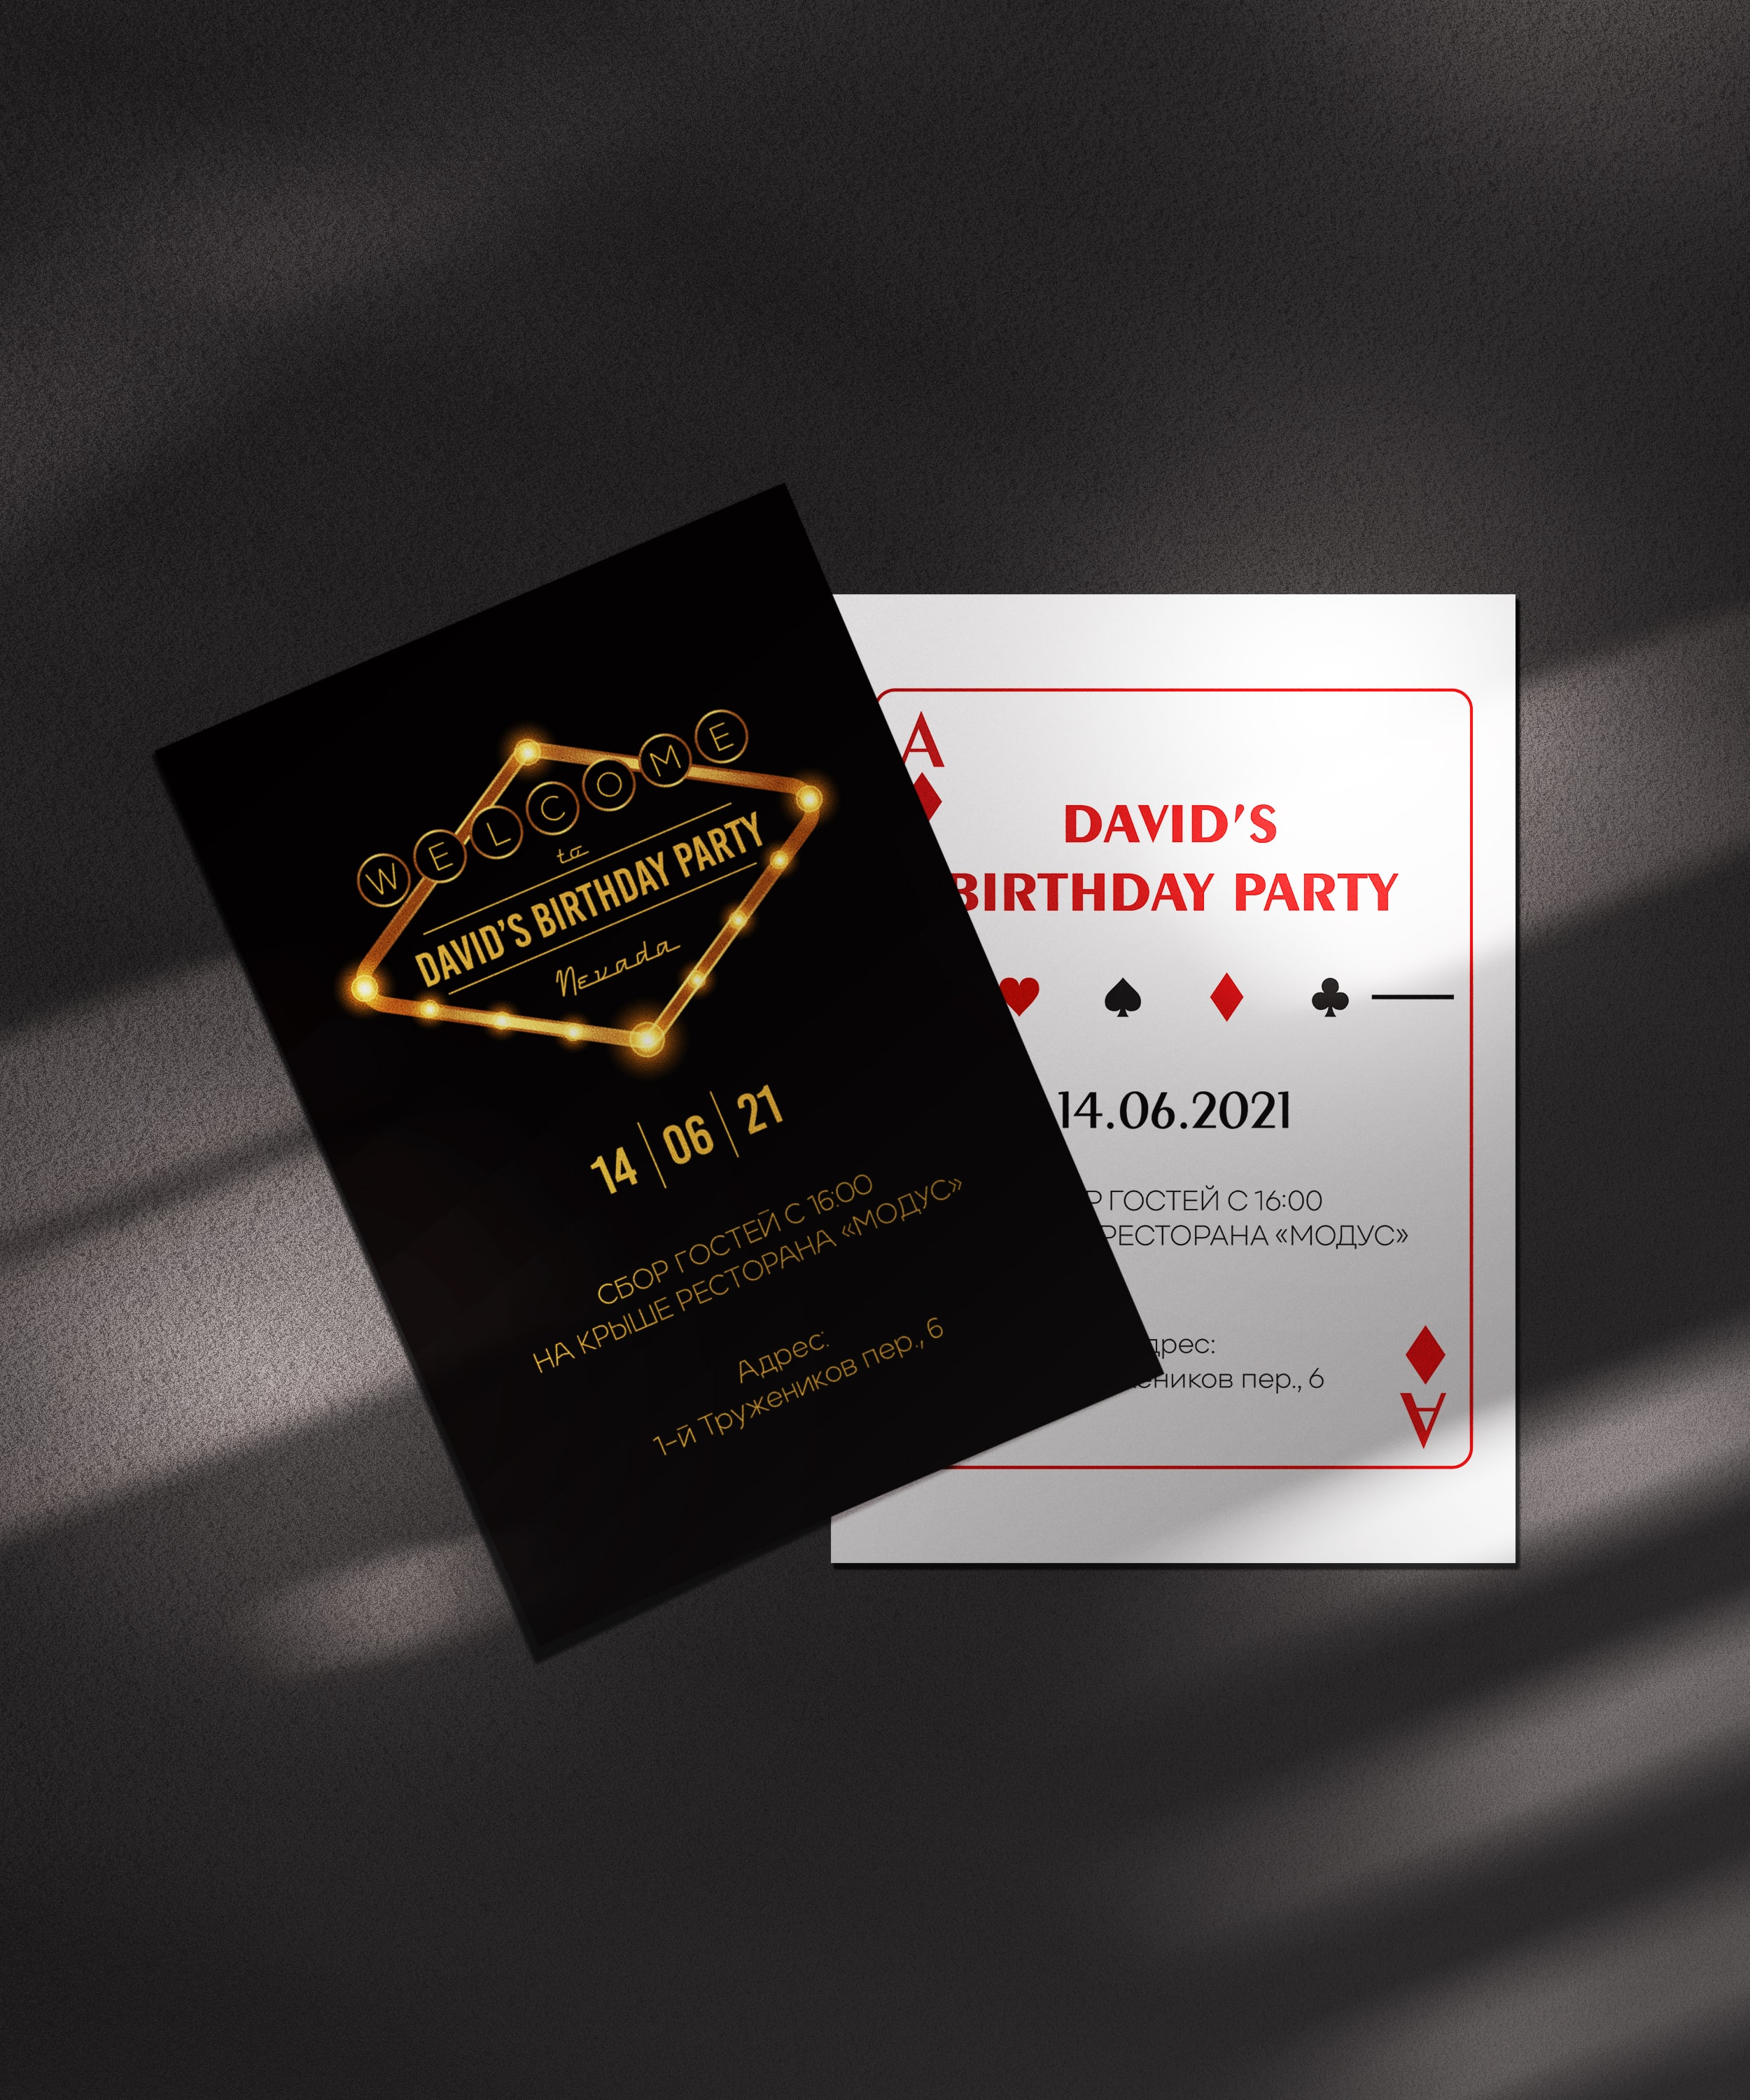 WELCOME
to
DAVID'S BIRTHDAY PARTY
Nevada
14 | 06 | 21
СБОР ГОСТЕЙ С 16:00
НА КРЫШЕ РЕСТОРАНА «МОДУС»
Адрес:
1-й Тружеников пер., 6
A
DAVID'S
BIRTHDAY PARTY
14.06.2021
Р ГОСТЕЙ С 16:00
РЕСТОРАНА «МОДУС»
дрес:
еников пер., 6
A